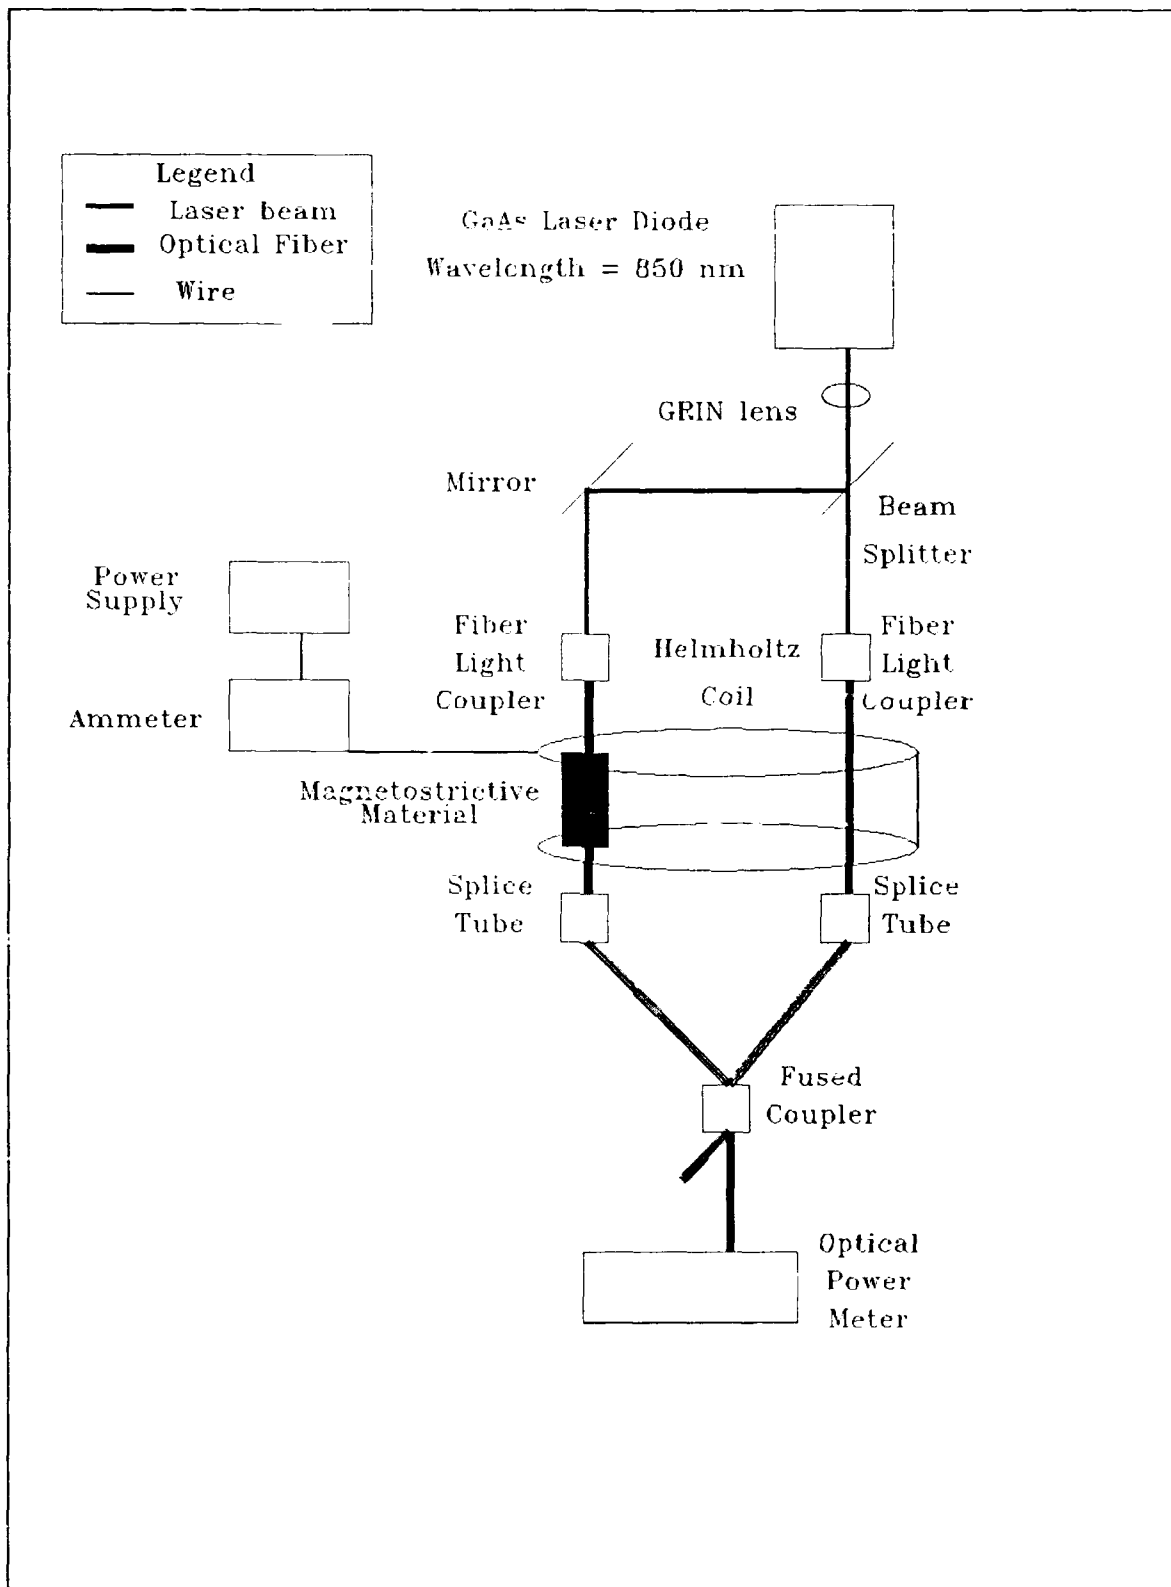 Legend
Laser beam
Optical Fiber
Wire
GaAs Laser Diode
Wavelength = 850 nm
GRIN lens
Mirror
Beam
Splitter
Power
Supply
Ammeter
Fiber
Light
Coupler
Helmholtz
Coil
Fiber
Light
Coupler
Magnetostrictive
Material
Splice
Tube
Splice
Tube
Fused
Coupler
Optical
Power
Meter